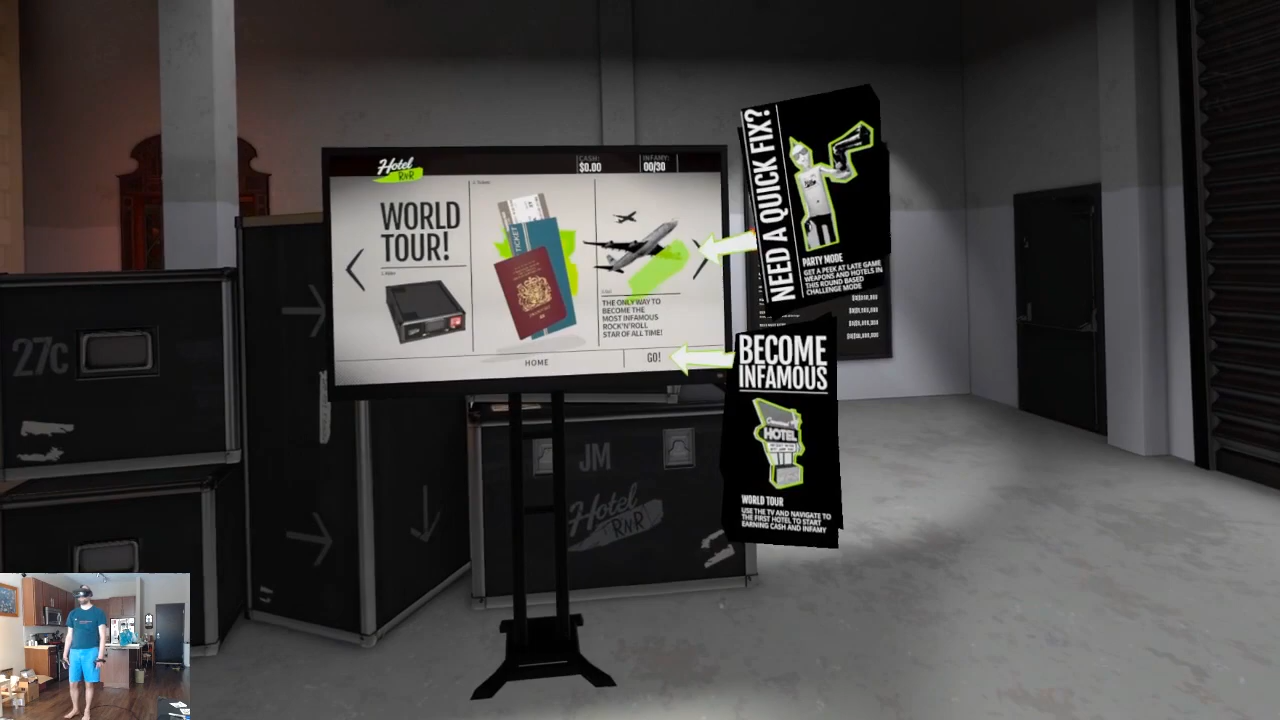 Hotel
RnR
CASH:
$0.00
INFAMY:
00/30
WORLD
TOUR!
TICKET
THE ONLY WAY TO
BECOME THE
MOST INFAMOUS
ROCK'N'ROLL
STAR OF ALL TIME!
HOME
GO!
NEED A QUICK FIX?
PARTY MODE
GET A PEEK AT LATE GAME
WEAPONS AND HOTELS IN
THIS ROUND BASED
CHALLENGE MODE
BECOME
INFAMOUS
HOTEL
WORLD TOUR
USE THE TV AND NAVIGATE TO
THE FIRST HOTEL TO START
EARNING CASH AND INFAMY
27c
JM
Hotel
RnR